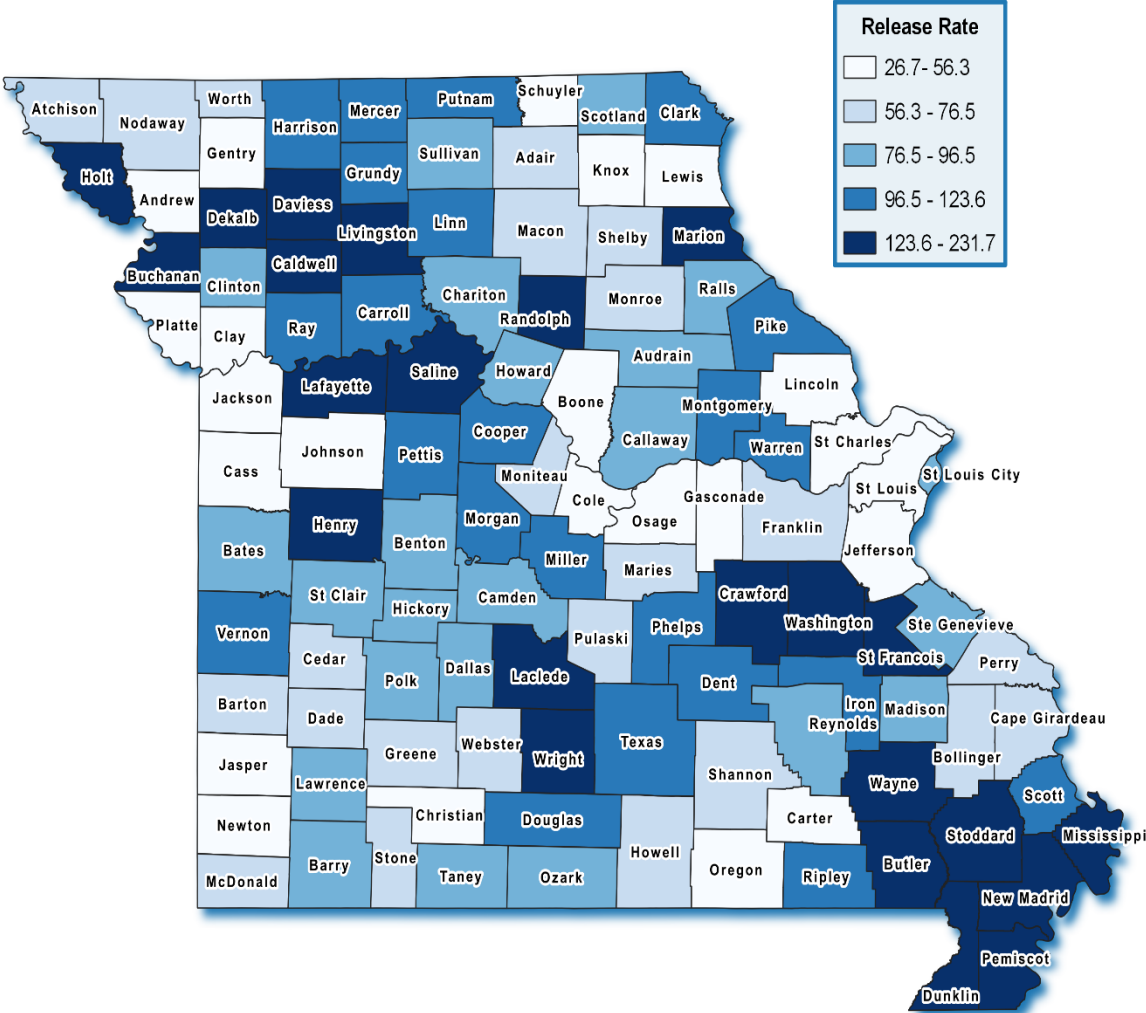 Release Rate
26.7- 56.3
56.3 - 76.5
76.5 - 96.5
96.5 - 123.6
123.6 - 231.7
Atchison
Nodaway
Worth
Harrison
Mercer
Putnam
Schuyler
Scotland
Clark
Gentry
Sullivan
Adair
Knox
Lewis
Holt
Andrew
Dekalb
Daviess
Grundy
Livingston
Linn
Macon
Shelby
Marion
Buchanan
Clinton
Caldwell
Chariton
Randolph
Monroe
Ralls
Platte
Clay
Ray
Carroll
Pike
Audrain
Howard
Saline
Lafayette
Jackson
Boone
Lincoln
Montgomery
Callaway
Warren
St Charles
Cooper
Pettis
Johnson
Cass
Moniteau
Cole
Osage
Gasconade
Franklin
St Louis
St Louis City
Jefferson
Henry
Morgan
Miller
Maries
Benton
Bates
St Clair
Hickory
Camden
Pulaski
Phelps
Crawford
Washington
Ste Genevieve
St Francois
Perry
Vernon
Cedar
Polk
Dallas
Laclede
Dent
Iron
Reynolds
Madison
Cape Girardeau
Bollinger
Barton
Dade
Greene
Webster
Wright
Texas
Shannon
Wayne
Scott
Jasper
Lawrence
Christian
Douglas
Carter
Stoddard
Mississippi
Newton
Howell
Butler
McDonald
Barry
Stone
Taney
Ozark
Oregon
Ripley
New Madrid
Pemiscot
Dunklin